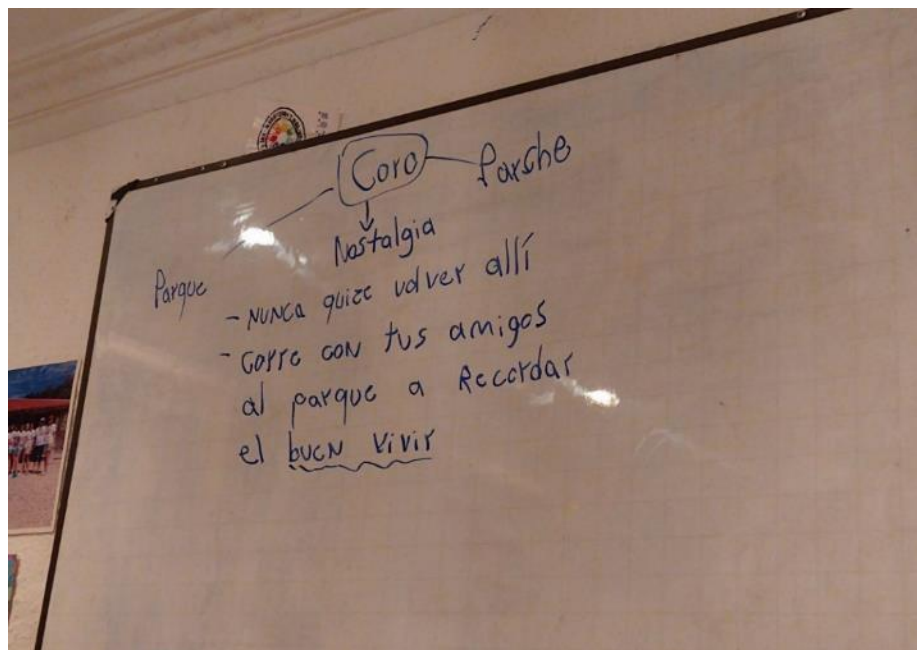 Coro Parche
Nostalgia
Parque
- NUNCA quize volver allí
- corre con tus amigos
al parque a Recordar
el buen vivir